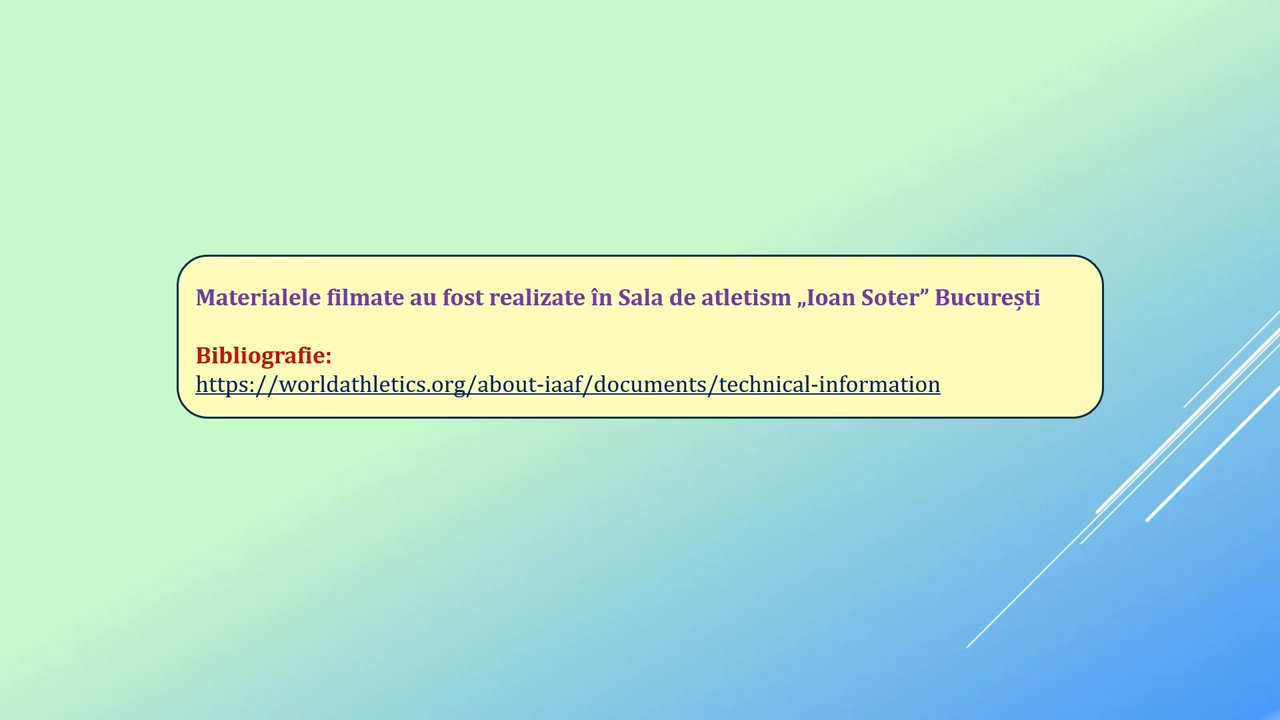 Materialele filmate au fost realizate în Sala de atletism „Ioan Soter” București
Bibliografie:
https://worldathletics.org/about-iaaf/documents/technical-information